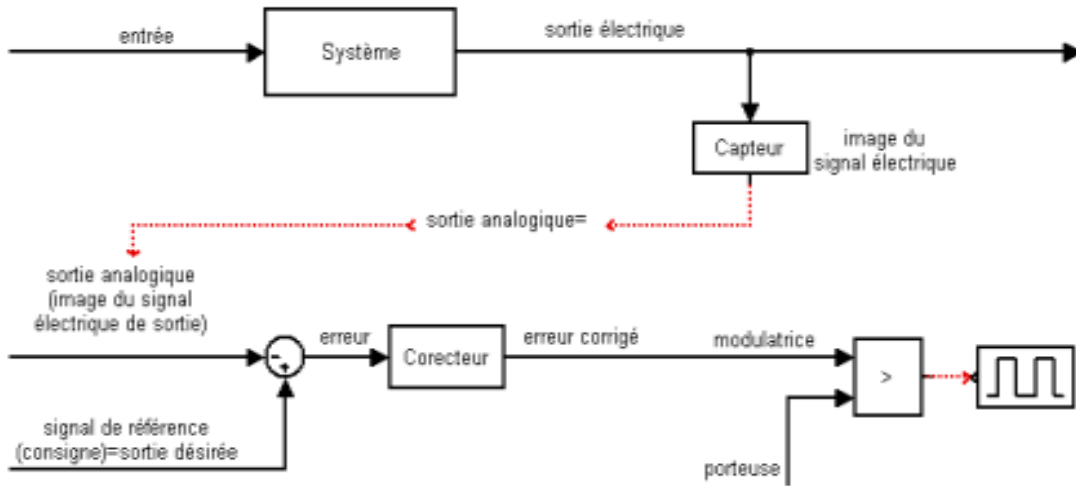 entrée
Système
sortie électrique
Capteur
image du
signal électrique
sortie analogique=
sortie analogique
(image du signal
électrique de sortie)
-
+
erreur
Corecteur
erreur corrigé
modulatrice
>
signal de référence
(consigne)=sortie désirée
porteuse